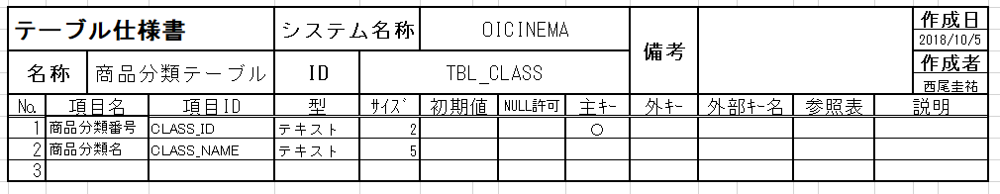 テーブル仕様書 システム名称 OICINEMA 備考 作成日
2018/10/5
名称 商品分類テーブル ID TBL_CLASS 作成者
西尾圭祐
No. 項目名 項目ID 型 サイズ 初期値 NULL許可 主キー 外キー 外部キー名 参照表 説明
1 商品分類番号 CLASS_ID テキスト 2 ○
2 商品分類名 CLASS_NAME テキスト 5
3